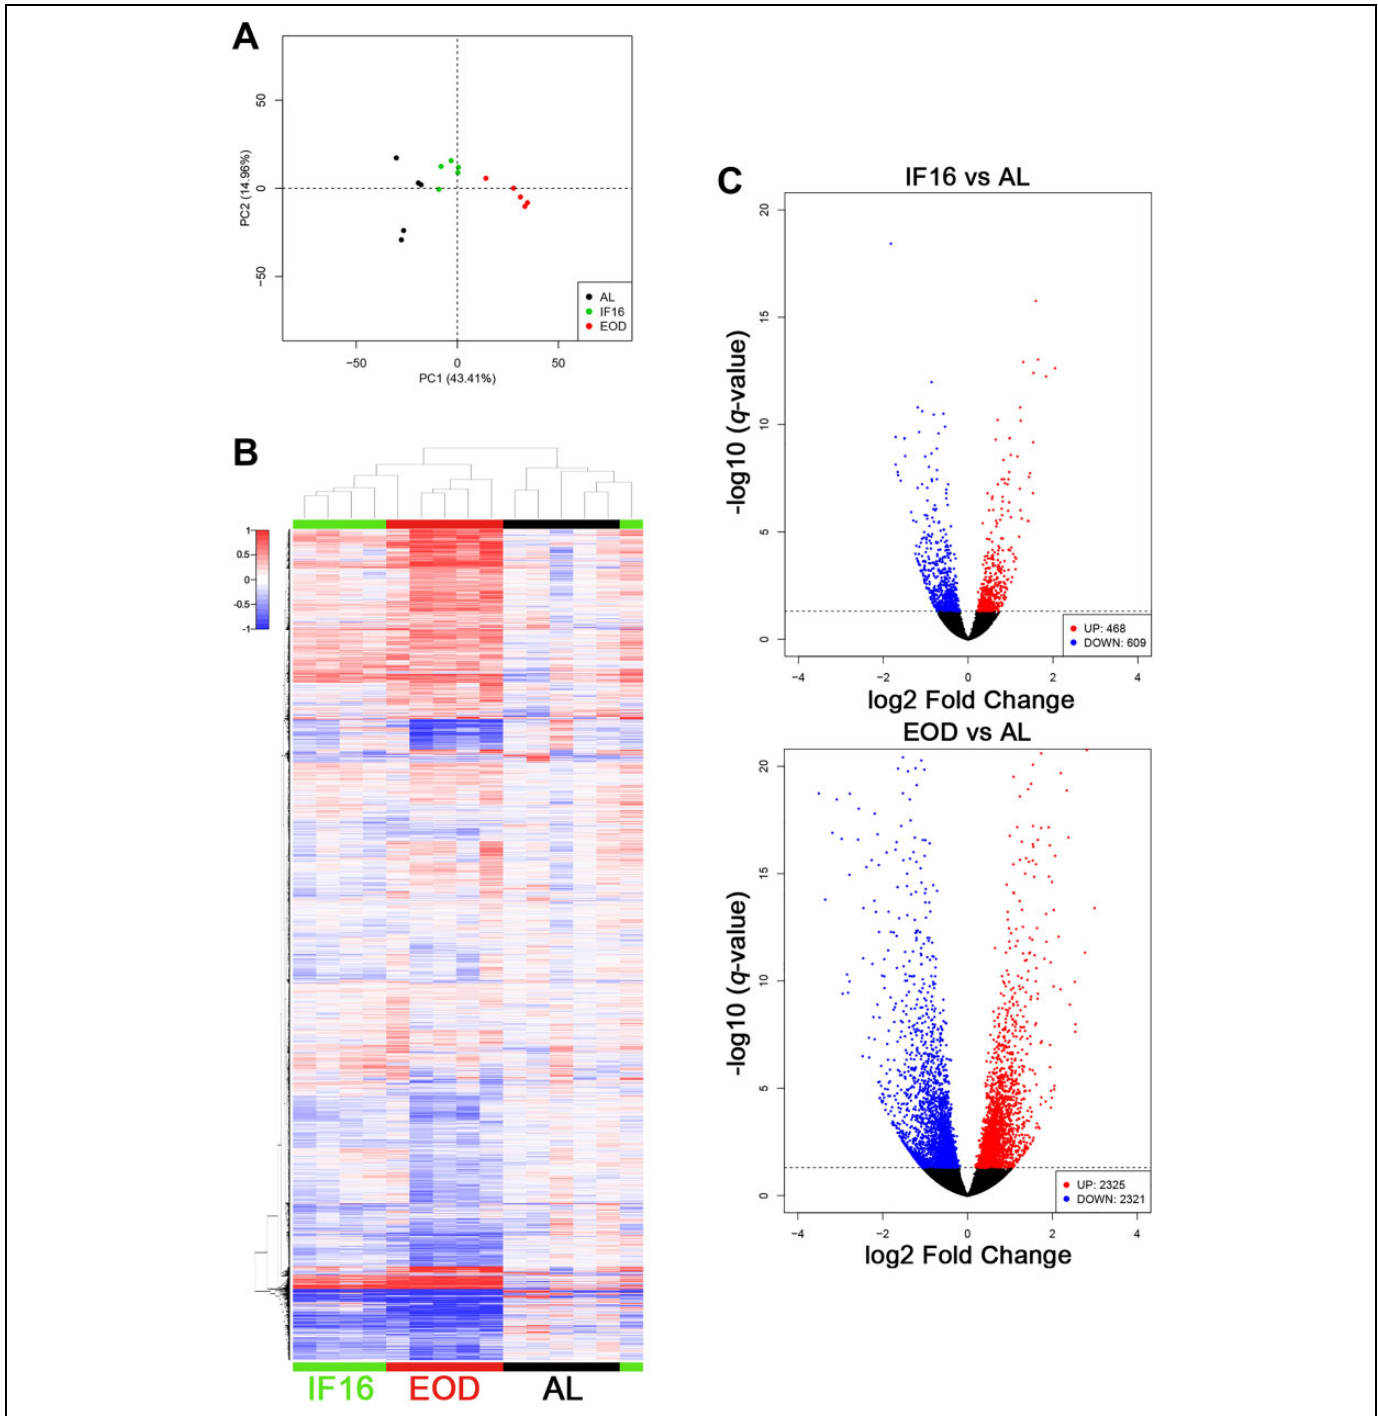 A
50
0
−50
PC2 (14.96%)
AL
IF16
EOD
−50
0
50
PC1 (43.41%)
B
1
0.5
0
-0.5
-1
IF16
EOD
AL
C
IF16 vs AL
20
15
10
5
0
-log10 (q-value)
UP: 468
DOWN: 609
−4
−2
0
2
4
log2 Fold Change
EOD vs AL
20
15
10
5
0
-log10 (q-value)
UP: 2325
DOWN: 2321
−4
−2
0
2
4
log2 Fold Change